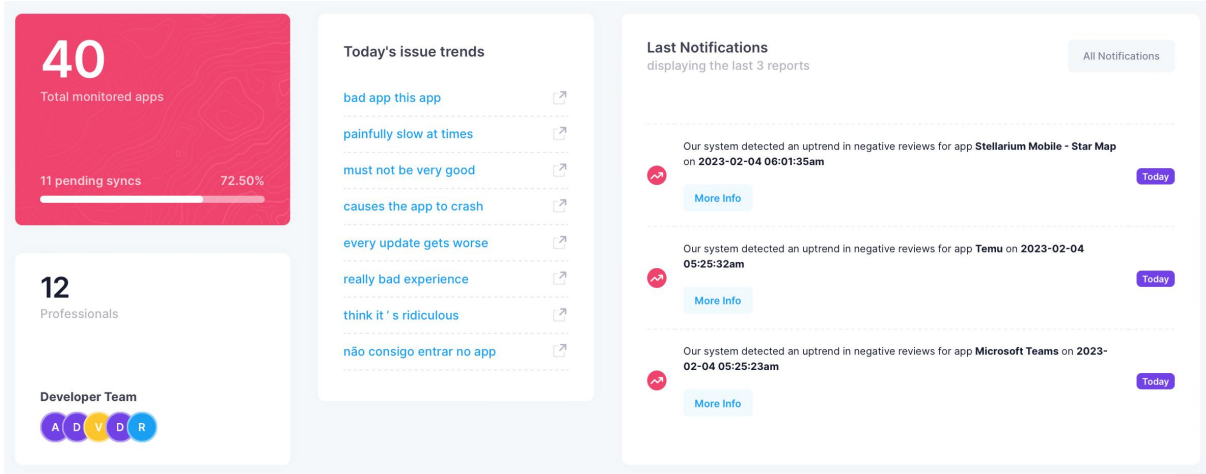 40
Total monitored apps
11 pending syncs 72.50%
12
Professionals
Developer Team
A D V D R
Today's issue trends
bad app this app
painfully slow at times
must not be very good
causes the app to crash
every update gets worse
really bad experience
think it ' s ridiculous
não consigo entrar no app
Last Notifications
displaying the last 3 reports
All Notifications
Our system detected an uptrend in negative reviews for app Stellarium Mobile - Star Map
on 2023-02-04 06:01:35am
Today
More Info
Our system detected an uptrend in negative reviews for app Temu on 2023-02-04
05:25:32am
Today
More Info
Our system detected an uptrend in negative reviews for app Microsoft Teams on 2023-
02-04 05:25:23am
Today
More Info